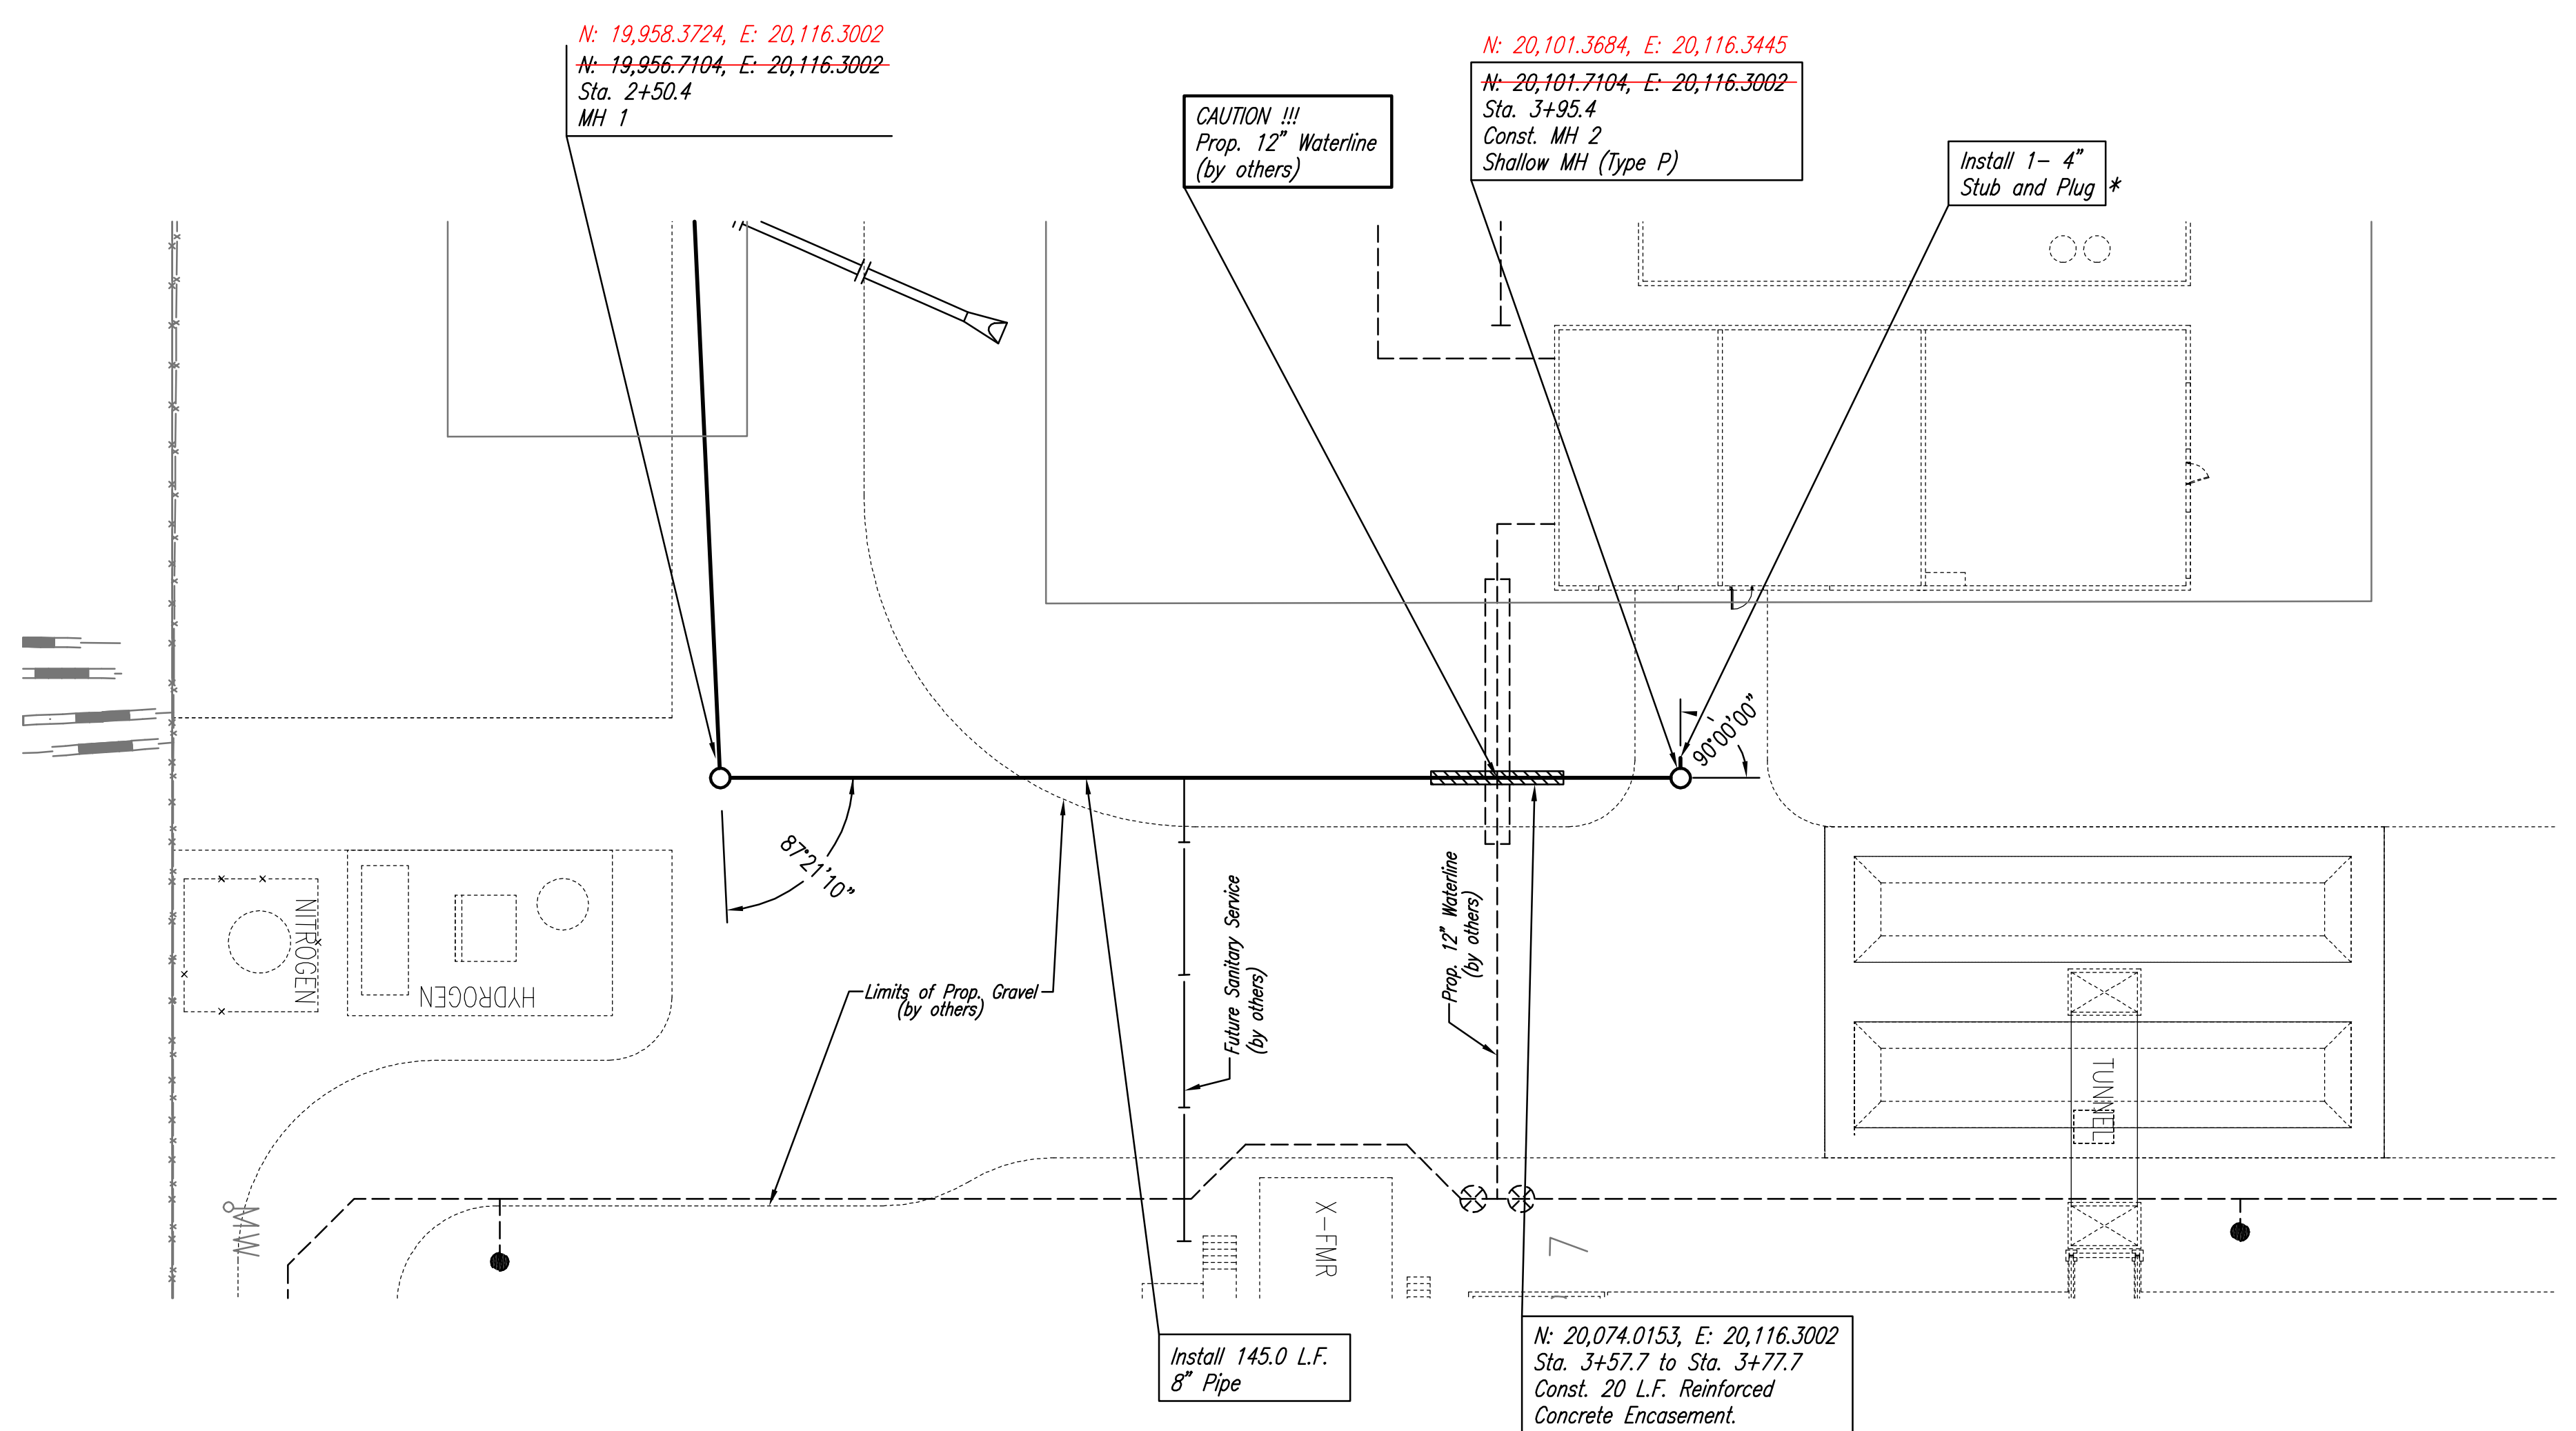 N: 19,958.3724, E: 20,116.3002
N: 19,956.7104, E: 20,116.3002
Sta. 2+50.4
MH 1
N: 20,101.3684, E: 20,116.3445
N: 20,101.7104, E: 20,116.3002
Sta. 3+95.4
Const. MH 2
Shallow MH (Type P)
CAUTION !!!
Prop. 12" Waterline
(by others)
Install 1- 4"
Stub and Plug *
90°00'00"
87°21'10"
NITROGEN
HYDROGEN
Limits of Prop. Gravel
(by others)
Future Sanitary Service
(by others)
Prop. 12" Waterline
(by others)
TUNNEL
MW
X-FMR
7
Install 145.0 L.F.
8" Pipe
N: 20,074.0153, E: 20,116.3002
Sta. 3+57.7 to Sta. 3+77.7
Const. 20 L.F. Reinforced
Concrete Encasement.